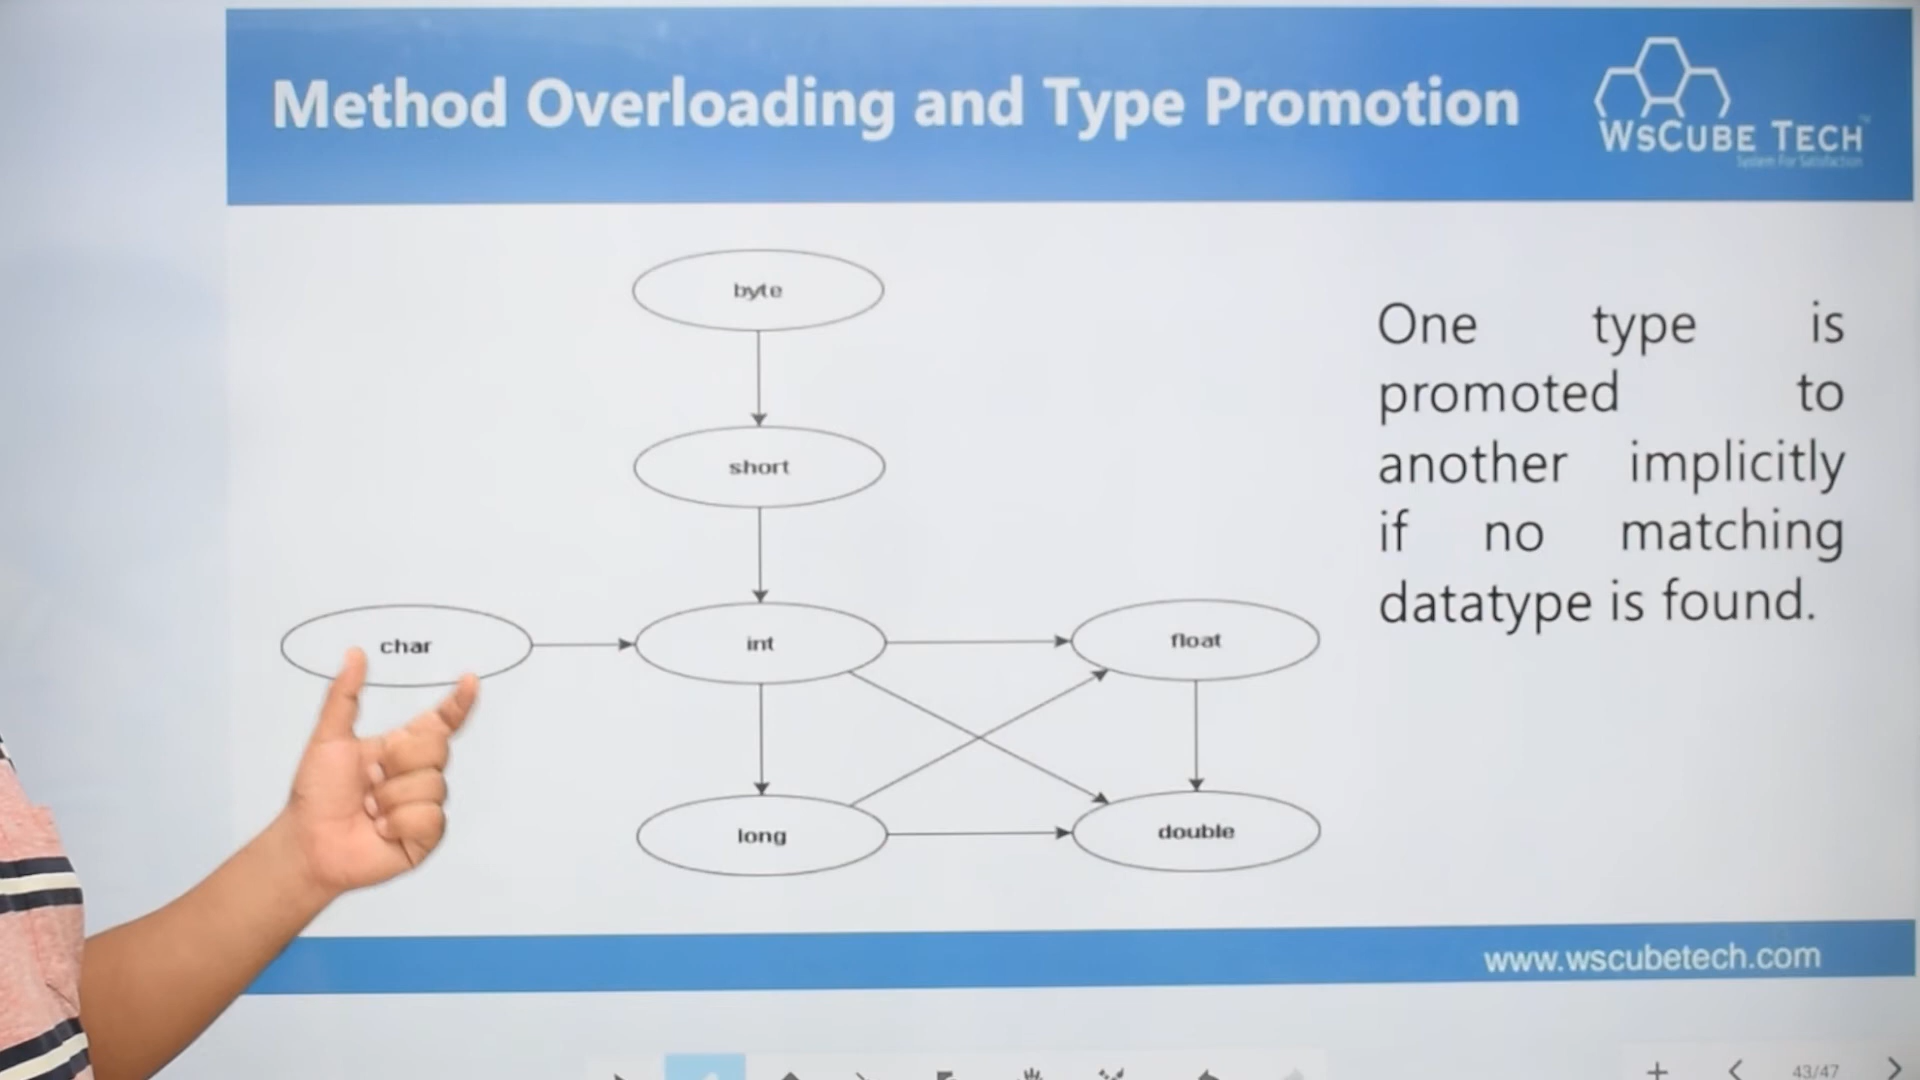 Method Overloading and Type Promotion
WSCUBE TECH
System For Satisfaction
byte
short
char
int
float
long
double
One type is
promoted to
another implicitly
if no matching
datatype is found.
www.wscubetech.com
43/47